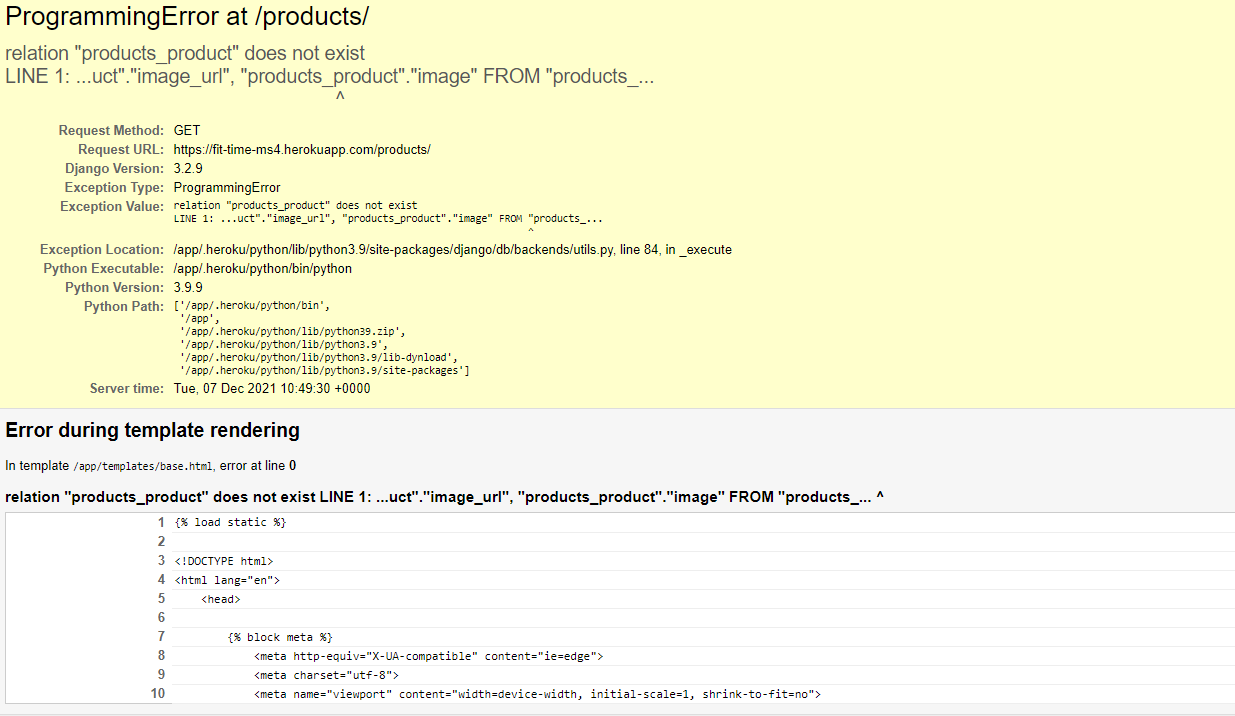 ProgrammingError at /products/
relation "products_product" does not exist
LINE 1: ...uct"."image_url", "products_product"."image" FROM "products_...
^
Request Method: GET
Request URL: https://fit-time-ms4.herokuapp.com/products/
Django Version: 3.2.9
Exception Type: ProgrammingError
Exception Value: relation "products_product" does not exist
LINE 1: ...uct"."image_url", "products_product"."image" FROM "products_...
^
Exception Location: /app/.heroku/python/lib/python3.9/site-packages/django/db/backends/utils.py, line 84, in _execute
Python Executable: /app/.heroku/python/bin/python
Python Version: 3.9.9
Python Path: ['/app/.heroku/python/bin',
'/app',
'/app/.heroku/python/lib/python39.zip',
'/app/.heroku/python/lib/python3.9',
'/app/.heroku/python/lib/python3.9/lib-dynload',
'/app/.heroku/python/lib/python3.9/site-packages']
Server time: Tue, 07 Dec 2021 10:49:30 +0000
Error during template rendering
In template /app/templates/base.html, error at line 0
relation "products_product" does not exist LINE 1: ...uct"."image_url", "products_product"."image" FROM "products_... ^
1 {% load static %}
2
3 <!DOCTYPE html>
4 <html lang="en">
5 <head>
6
7 {% block meta %}
8 <meta http-equiv="X-UA-compatible" content="ie=edge">
9 <meta charset="utf-8">
10 <meta name="viewport" content="width=device-width, initial-scale=1, shrink-to-fit=no">